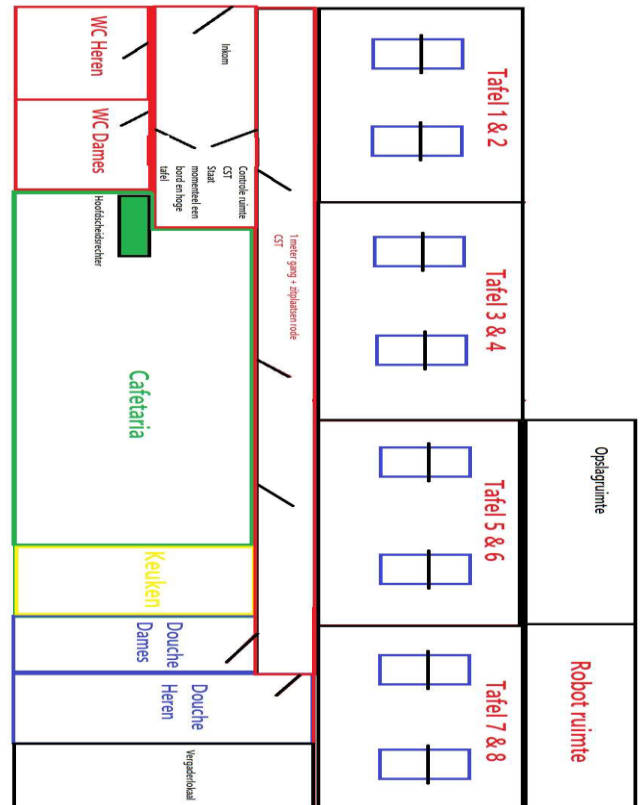 WC Heren
WC Dames
Inkom
Controle ruimte
CST
Staat
momenteel een
bord en hoge
tafel
Hoofdscheidsrechter
Cafetaria
Keuken
Douche
Dames
Douche
Heren
Vergaderlokaal
1 meter gang + zitplaatsen rode
CST
Tafel 1 & 2
Tafel 3 & 4
Tafel 5 & 6
Tafel 7 & 8
Opslagruimte
Robot ruimte